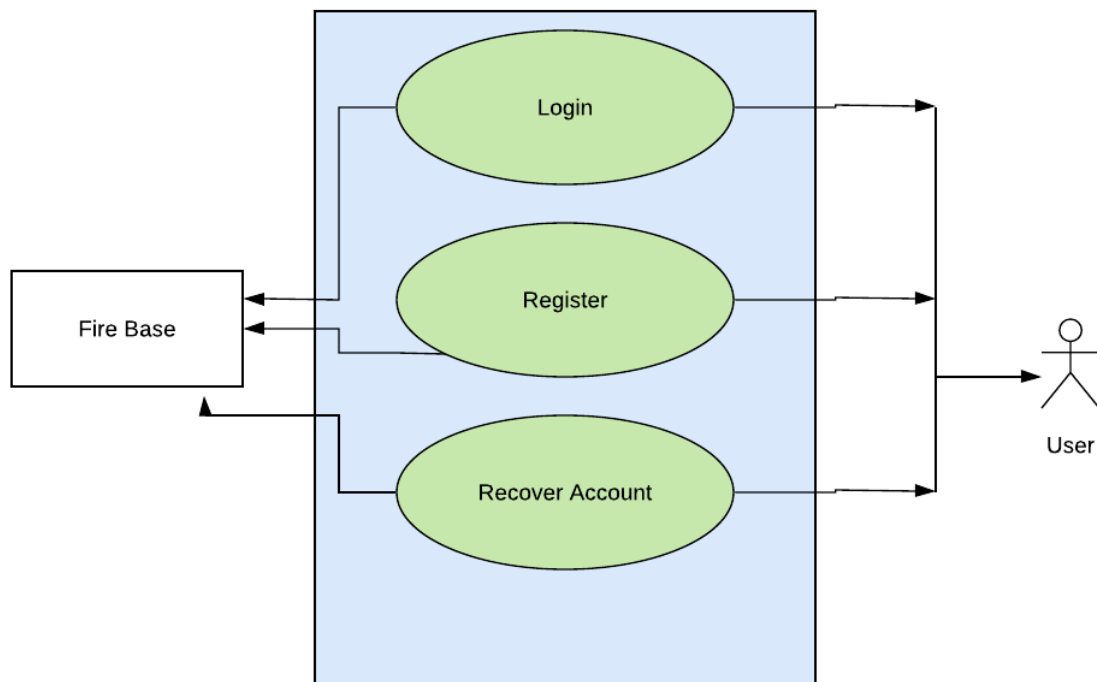 Login
Register
Fire Base
User
Recover Account